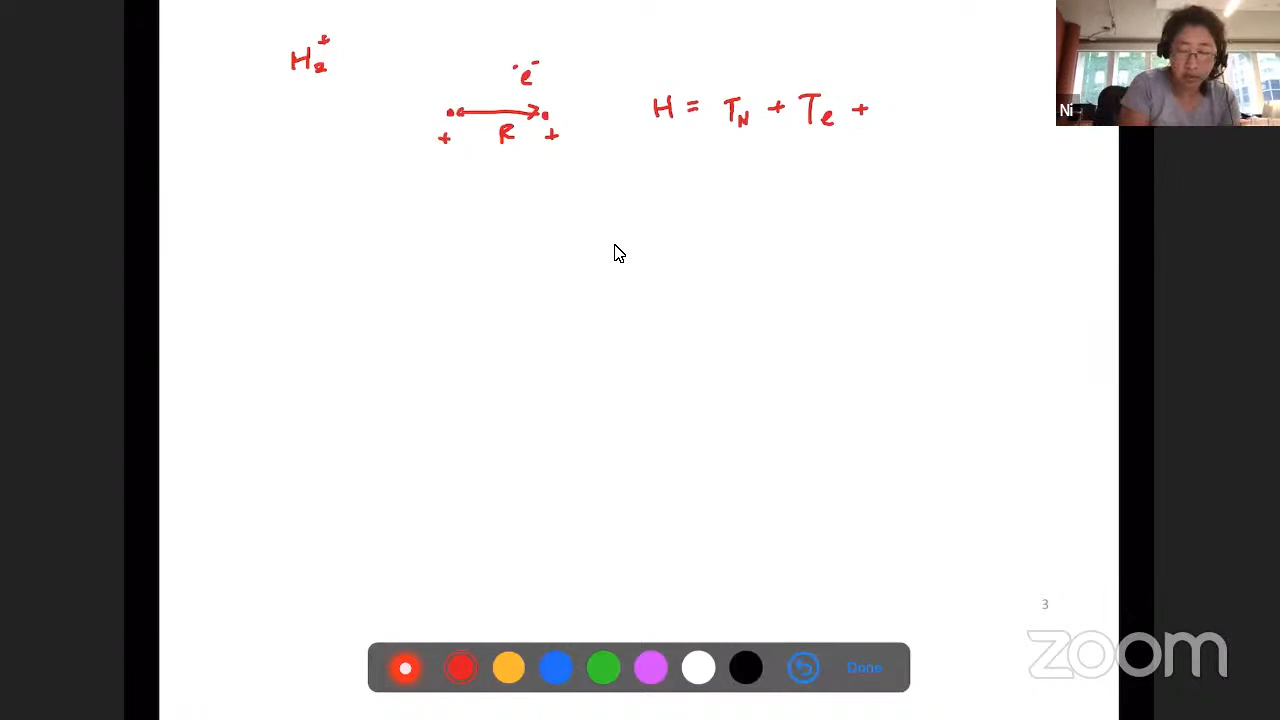 H₂⁺
e⁻
+ R +
H = T_N + T_e +
Ni
3
zoom
Done